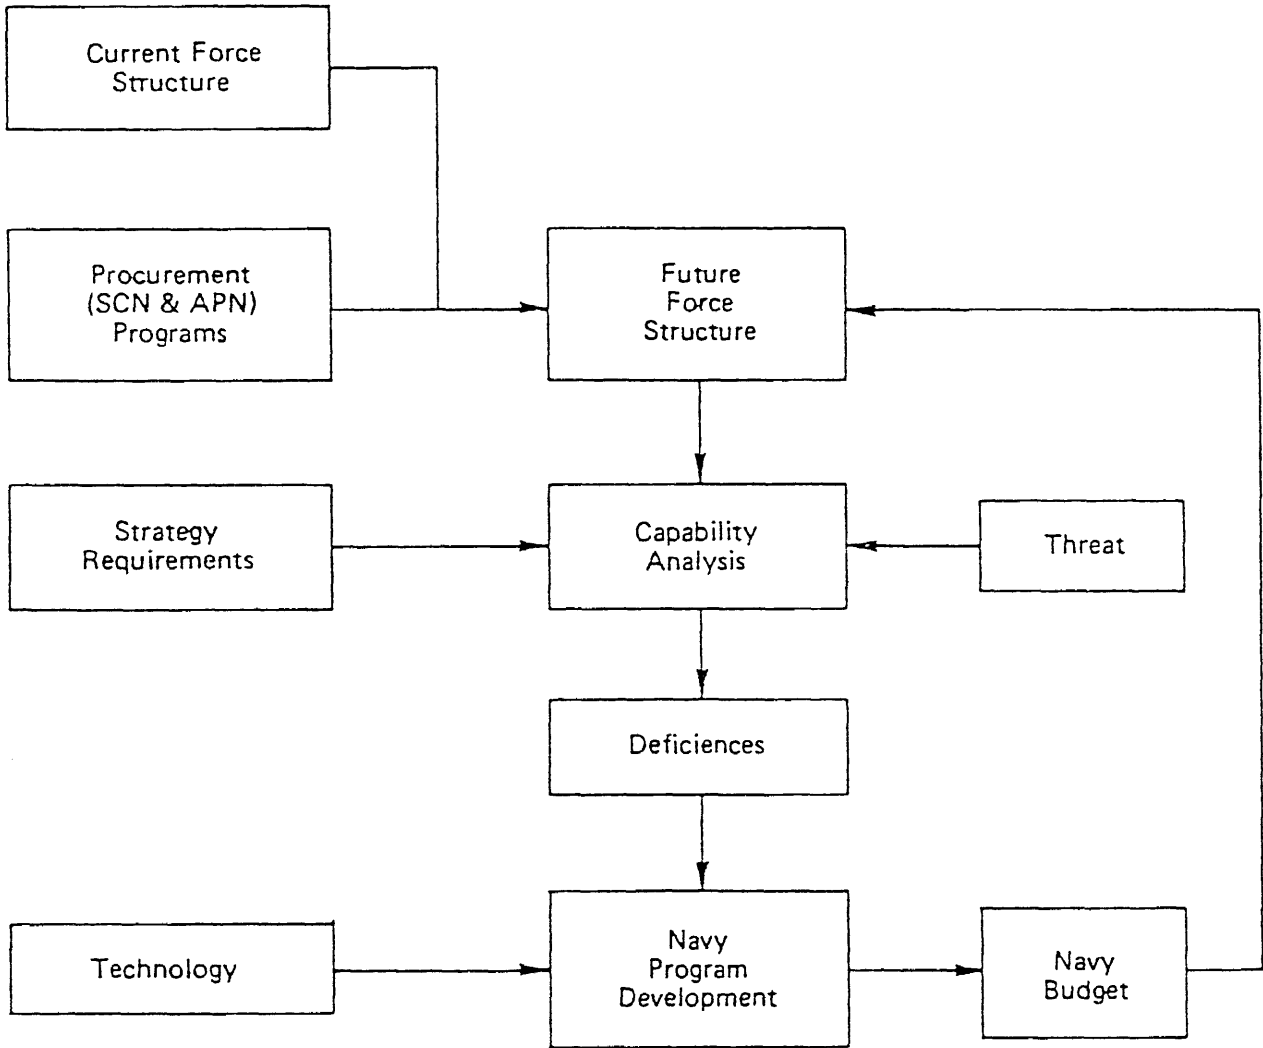 Current Force
Structure
Procurement
(SCN & APN)
Programs
Future
Force
Structure
Strategy
Requirements
Capability
Analysis
Threat
Deficiences
Technology
Navy
Program
Development
Navy
Budget